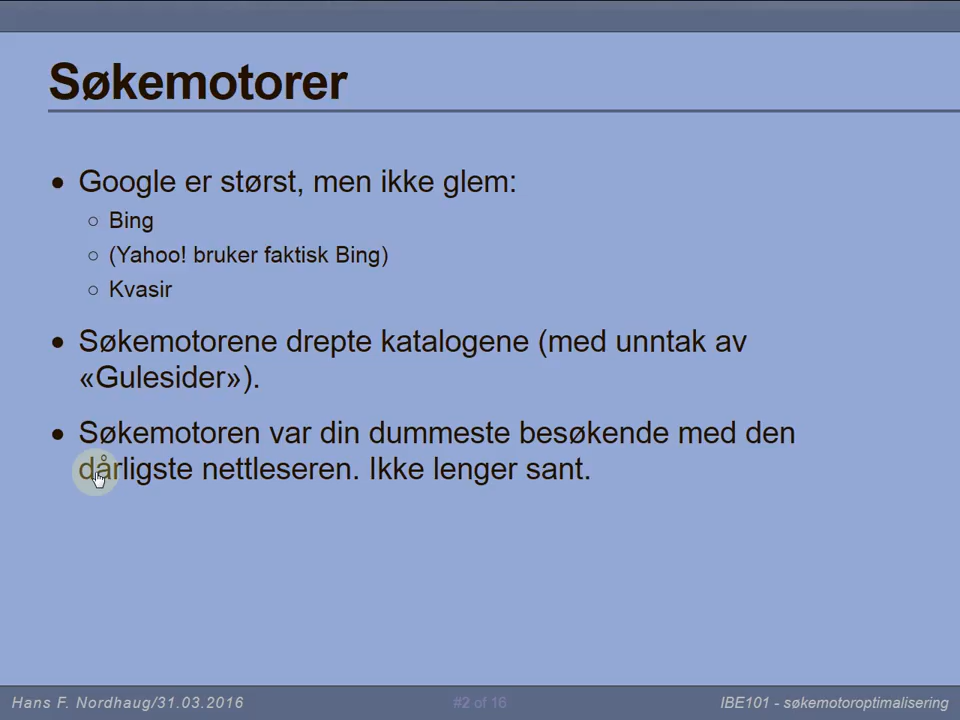 Søkemotorer
Google er størst, men ikke glem:
Bing
(Yahoo! bruker faktisk Bing)
Kvasir
Søkemotorene drepte katalogene (med unntak av
«Gulesider»).
Søkemotoren var din dummeste besøkende med den
dårligste nettleseren. Ikke lenger sant.
Hans F. Nordhaug/31.03.2016
#2 of 16
IBE101 - søkemotoroptimalisering